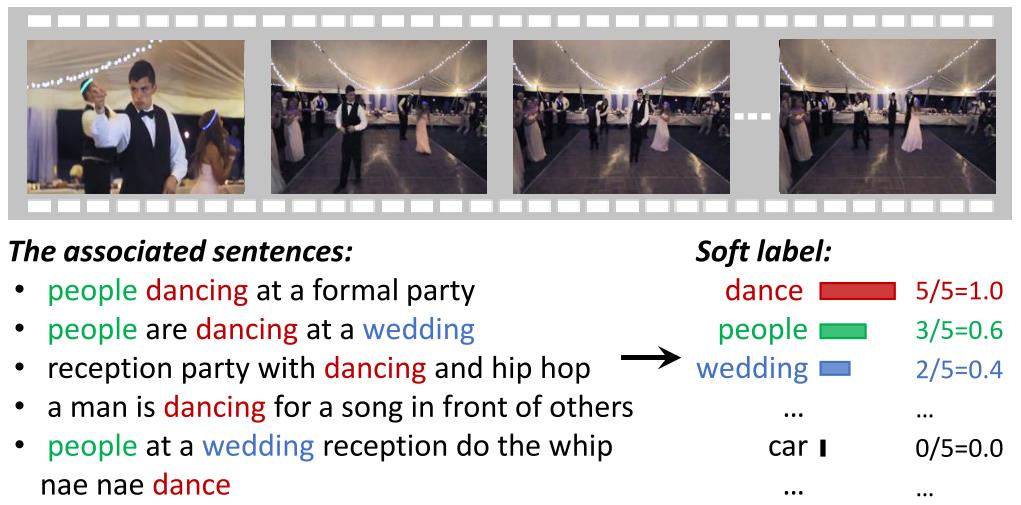 The associated sentences:
• people dancing at a formal party
• people are dancing at a wedding
• reception party with dancing and hip hop
• a man is dancing for a song in front of others
• people at a wedding reception do the whip
nae nae dance
Soft label:
dance 5/5=1.0
people 3/5=0.6
wedding 2/5=0.4
... ...
car 0/5=0.0
... ...